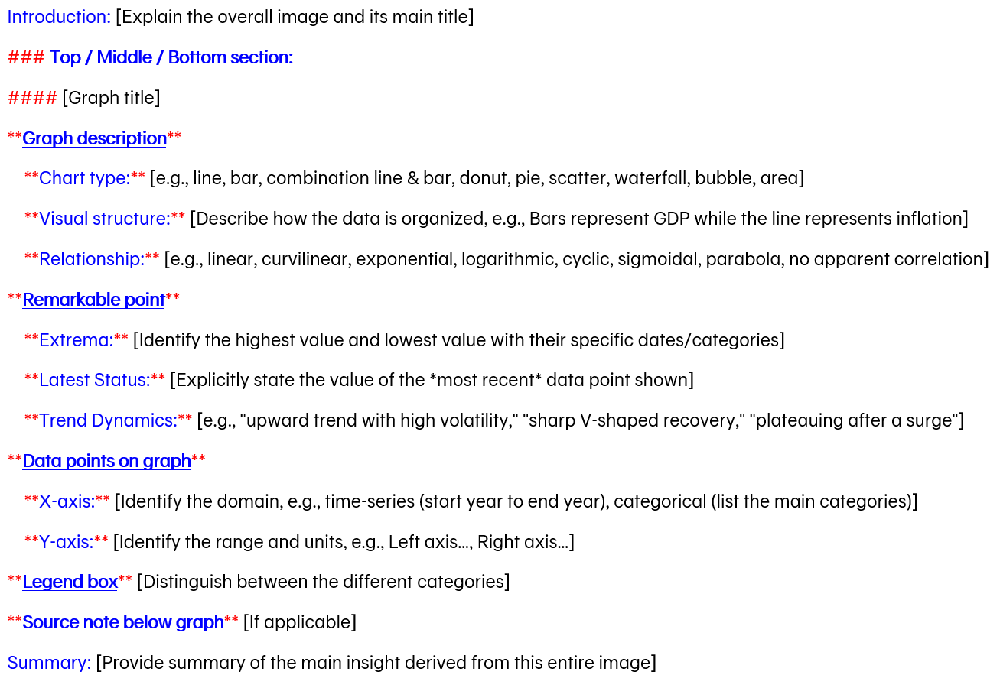 Introduction: [Explain the overall image and its main title]
### Top / Middle / Bottom section:
#### [Graph title]
**Graph description**
**Chart type:** [e.g., line, bar, combination line & bar, donut, pie, scatter, waterfall, bubble, area]
**Visual structure:** [Describe how the data is organized, e.g., Bars represent GDP while the line represents inflation]
**Relationship:** [e.g., linear, curvilinear, exponential, logarithmic, cyclic, sigmoidal, parabola, no apparent correlation]
**Remarkable point**
**Extrema:** [Identify the highest value and lowest value with their specific dates/categories]
**Latest Status:** [Explicitly state the value of the *most recent* data point shown]
**Trend Dynamics:** [e.g., "upward trend with high volatility," "sharp V-shaped recovery," "plateauing after a surge"]
**Data points on graph**
**X-axis:** [Identify the domain, e.g., time-series (start year to end year), categorical (list the main categories)]
**Y-axis:** [Identify the range and units, e.g., Left axis..., Right axis...]
**Legend box** [Distinguish between the different categories]
**Source note below graph** [If applicable]
Summary: [Provide summary of the main insight derived from this entire image]